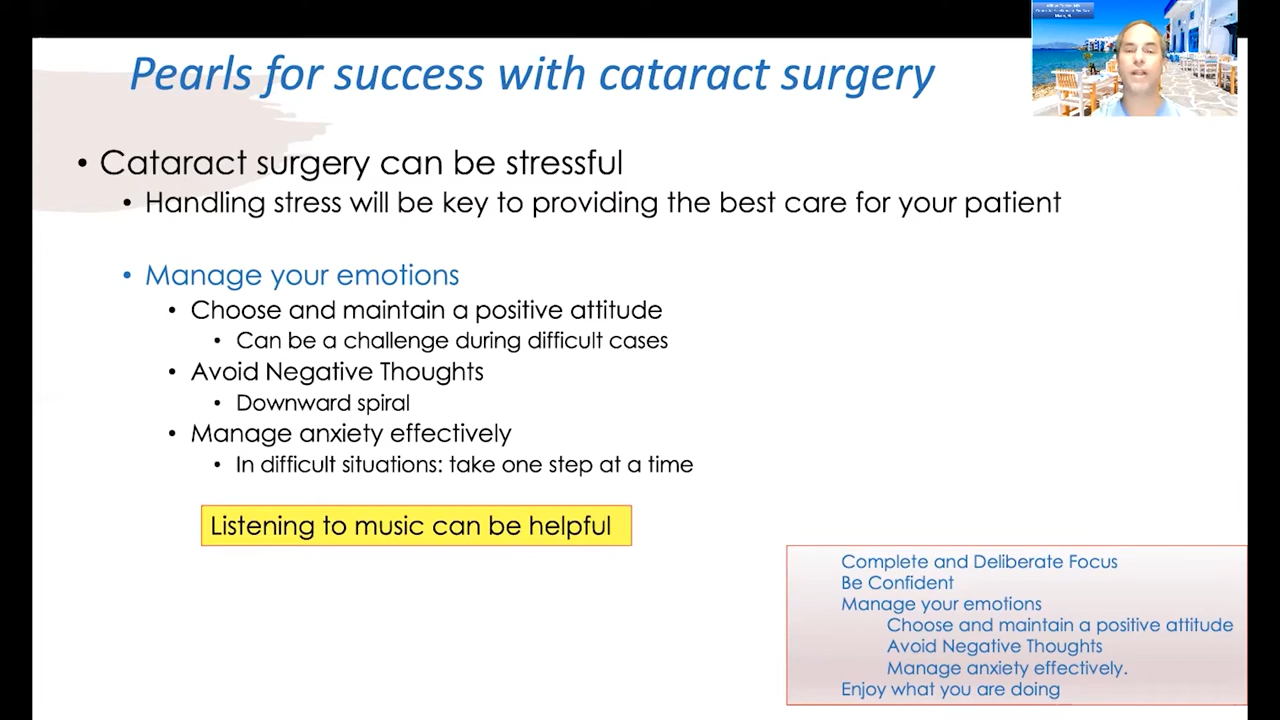 Pearls for success with cataract surgery
• Cataract surgery can be stressful
• Handling stress will be key to providing the best care for your patient
• Manage your emotions
• Choose and maintain a positive attitude
• Can be a challenge during difficult cases
• Avoid Negative Thoughts
• Downward spiral
• Manage anxiety effectively
• In difficult situations: take one step at a time
Listening to music can be helpful
Complete and Deliberate Focus
Be Confident
Manage your emotions
Choose and maintain a positive attitude
Avoid Negative Thoughts
Manage anxiety effectively.
Enjoy what you are doing